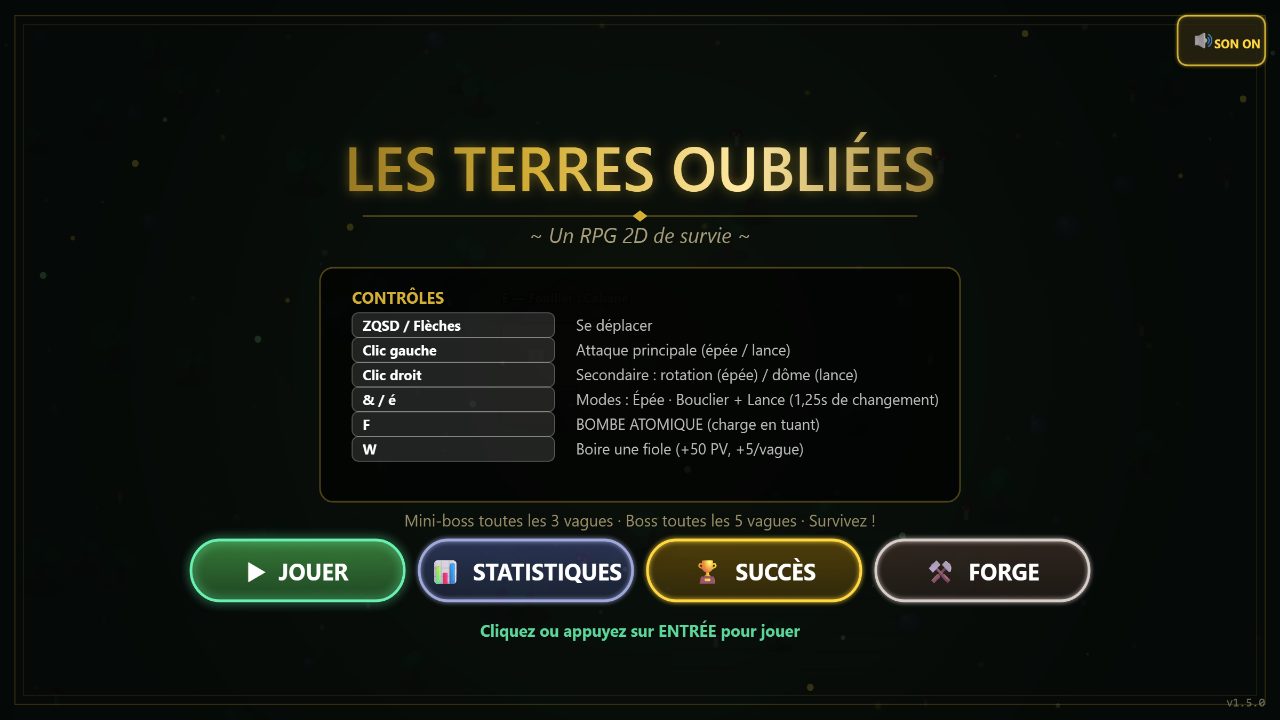 SON ON
LES TERRES OUBLIÉES
~ Un RPG 2D de survie ~
CONTRÔLES
ZQSD / Flèches Se déplacer
Clic gauche Attaque principale (épée / lance)
Clic droit Secondaire : rotation (épée) / dôme (lance)
& / é Modes : Épée · Bouclier + Lance (1,25s de changement)
F BOMBE ATOMIQUE (charge en tuant)
W Boire une fiole (+50 PV, +5/vague)
Mini-boss toutes les 3 vagues · Boss toutes les 5 vagues · Survivez !
JOUER STATISTIQUES SUCCÈS FORGE
Cliquez ou appuyez sur ENTRÉE pour jouer
v1.5.0